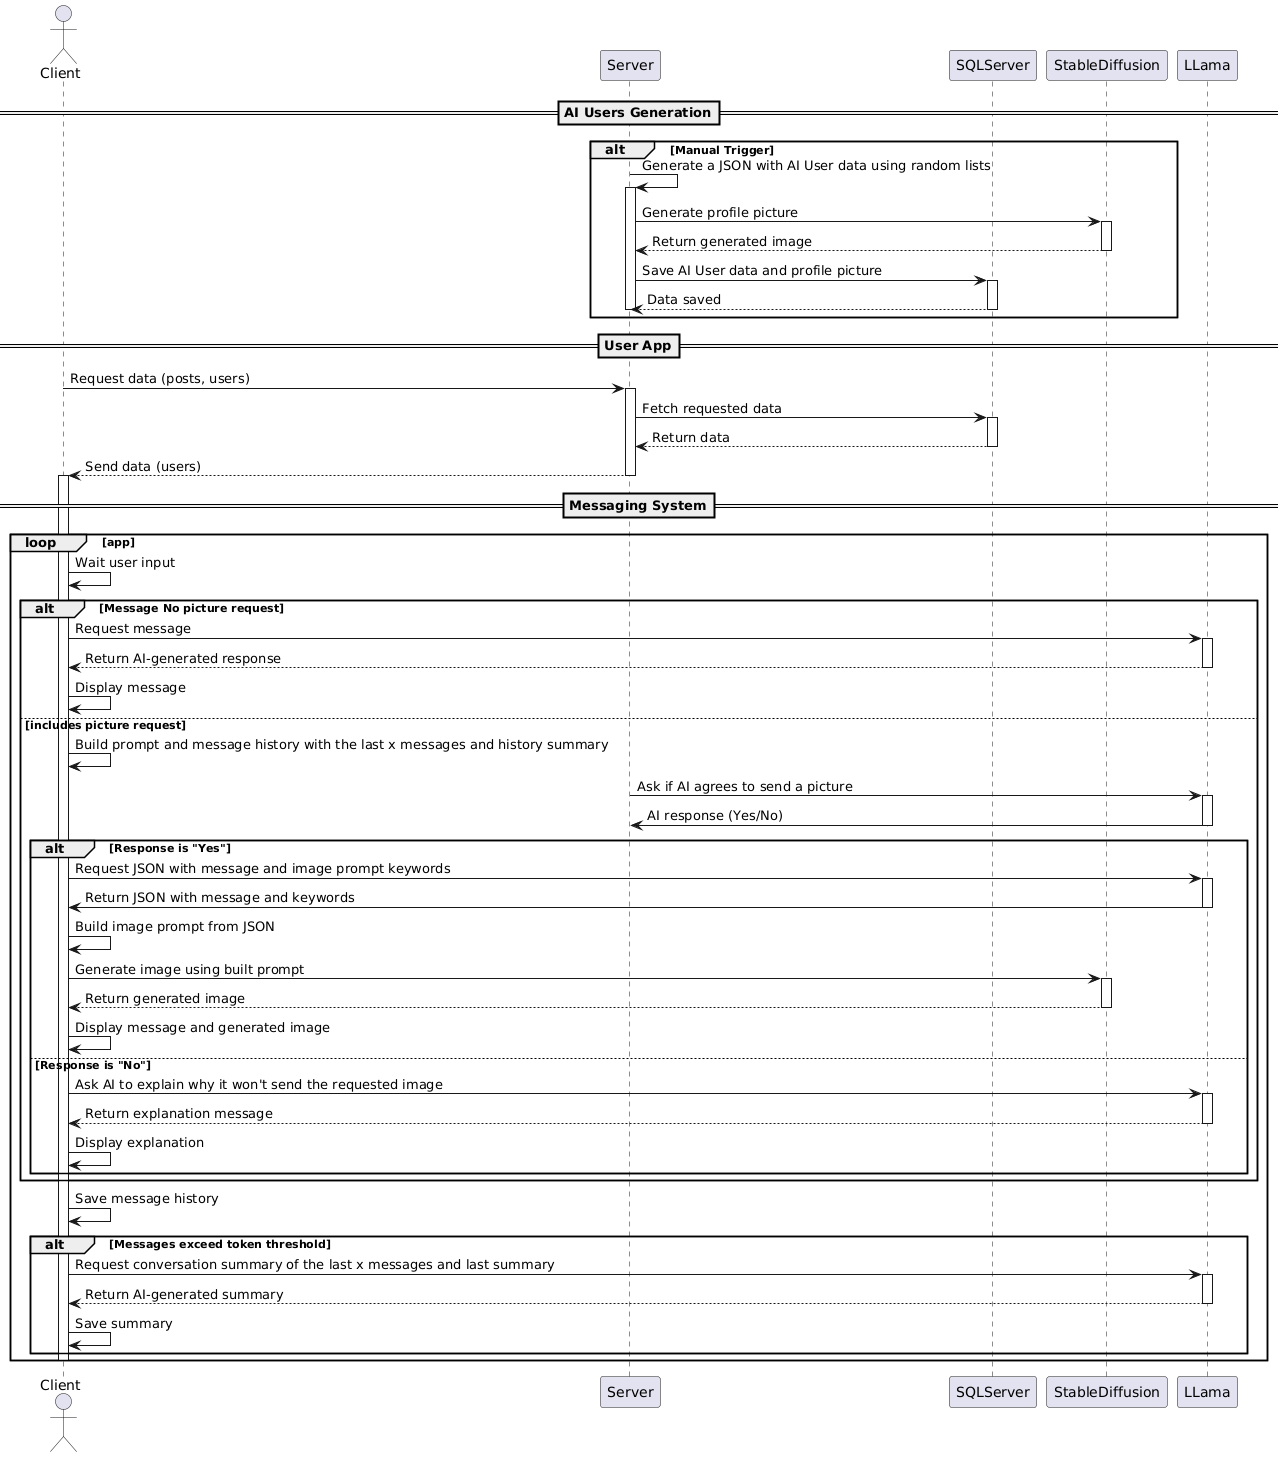 Client
Server
SQLServer
StableDiffusion
LLama
AI Users Generation
alt
[Manual Trigger]
Generate a JSON with AI User data using random lists
Generate profile picture
Return generated image
Save AI User data and profile picture
Data saved
User App
Request data (posts, users)
Fetch requested data
Return data
Send data (users)
Messaging System
loop
[app]
Wait user input
alt
[Message No picture request]
Request message
Return AI-generated response
Display message
[includes picture request]
Build prompt and message history with the last x messages and history summary
Ask if AI agrees to send a picture
AI response (Yes/No)
alt
[Response is "Yes"]
Request JSON with message and image prompt keywords
Return JSON with message and keywords
Build image prompt from JSON
Generate image using built prompt
Return generated image
Display message and generated image
[Response is "No"]
Ask AI to explain why it won't send the requested image
Return explanation message
Display explanation
Save message history
alt
[Messages exceed token threshold]
Request conversation summary of the last x messages and last summary
Return AI-generated summary
Save summary
Client
Server
SQLServer
StableDiffusion
LLama